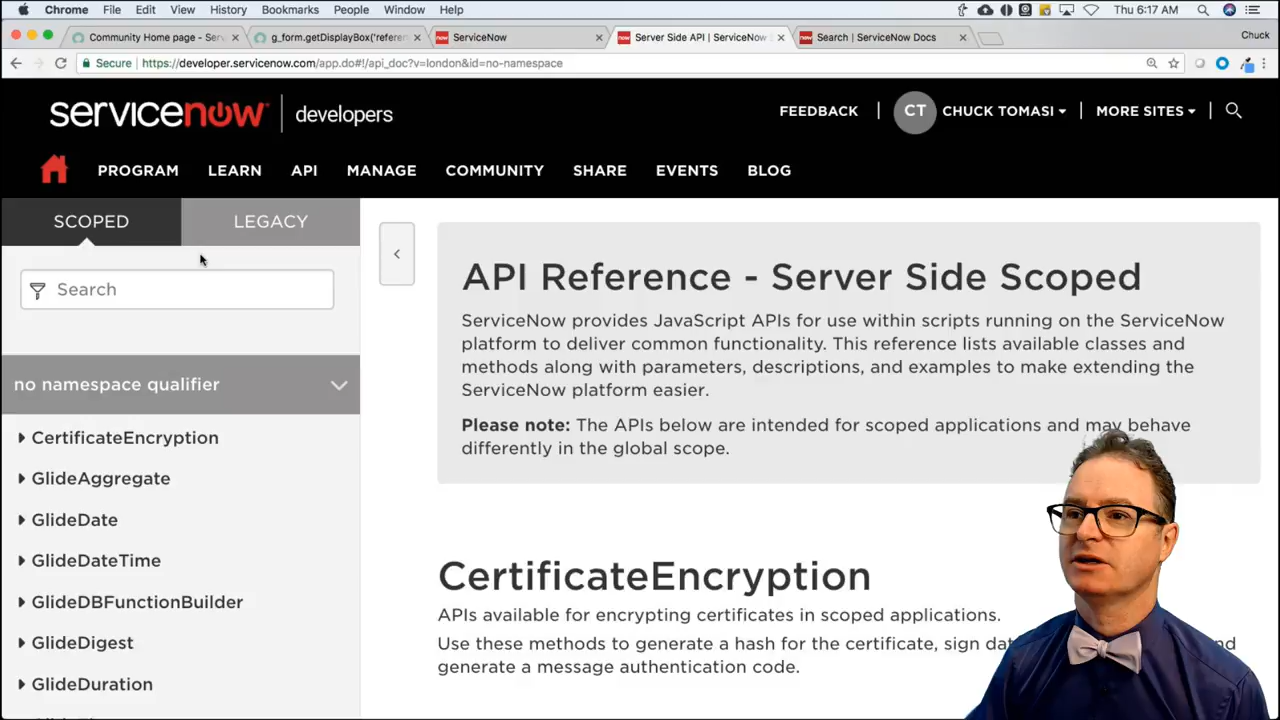 Chrome File Edit View History Bookmarks People Window Help Thu 6:17 AM
Community Home page - Serv
g_form.getDisplayBox('referen
ServiceNow
Server Side API | ServiceNow
Search | ServiceNow Docs
Chuck
Secure https://developer.servicenow.com/app.do#!/api_doc?v=london&id=no-namespace
servicenow developers
FEEDBACK | CT CHUCK TOMASI | MORE SITES |
PROGRAM LEARN API MANAGE COMMUNITY SHARE EVENTS BLOG
SCOPED LEGACY
Search
no namespace qualifier
CertificateEncryption
GlideAggregate
GlideDate
GlideDateTime
GlideDBFunctionBuilder
GlideDigest
GlideDuration
API Reference - Server Side Scoped
ServiceNow provides JavaScript APIs for use within scripts running on the ServiceNow
platform to deliver common functionality. This reference lists available classes and
methods along with parameters, descriptions, and examples to make extending the
ServiceNow platform easier.
Please note: The APIs below are intended for scoped applications and may behave
differently in the global scope.
CertificateEncryption
APIs available for encrypting certificates in scoped applications.
Use these methods to generate a hash for the certificate, sign dat nd
generate a message authentication code.